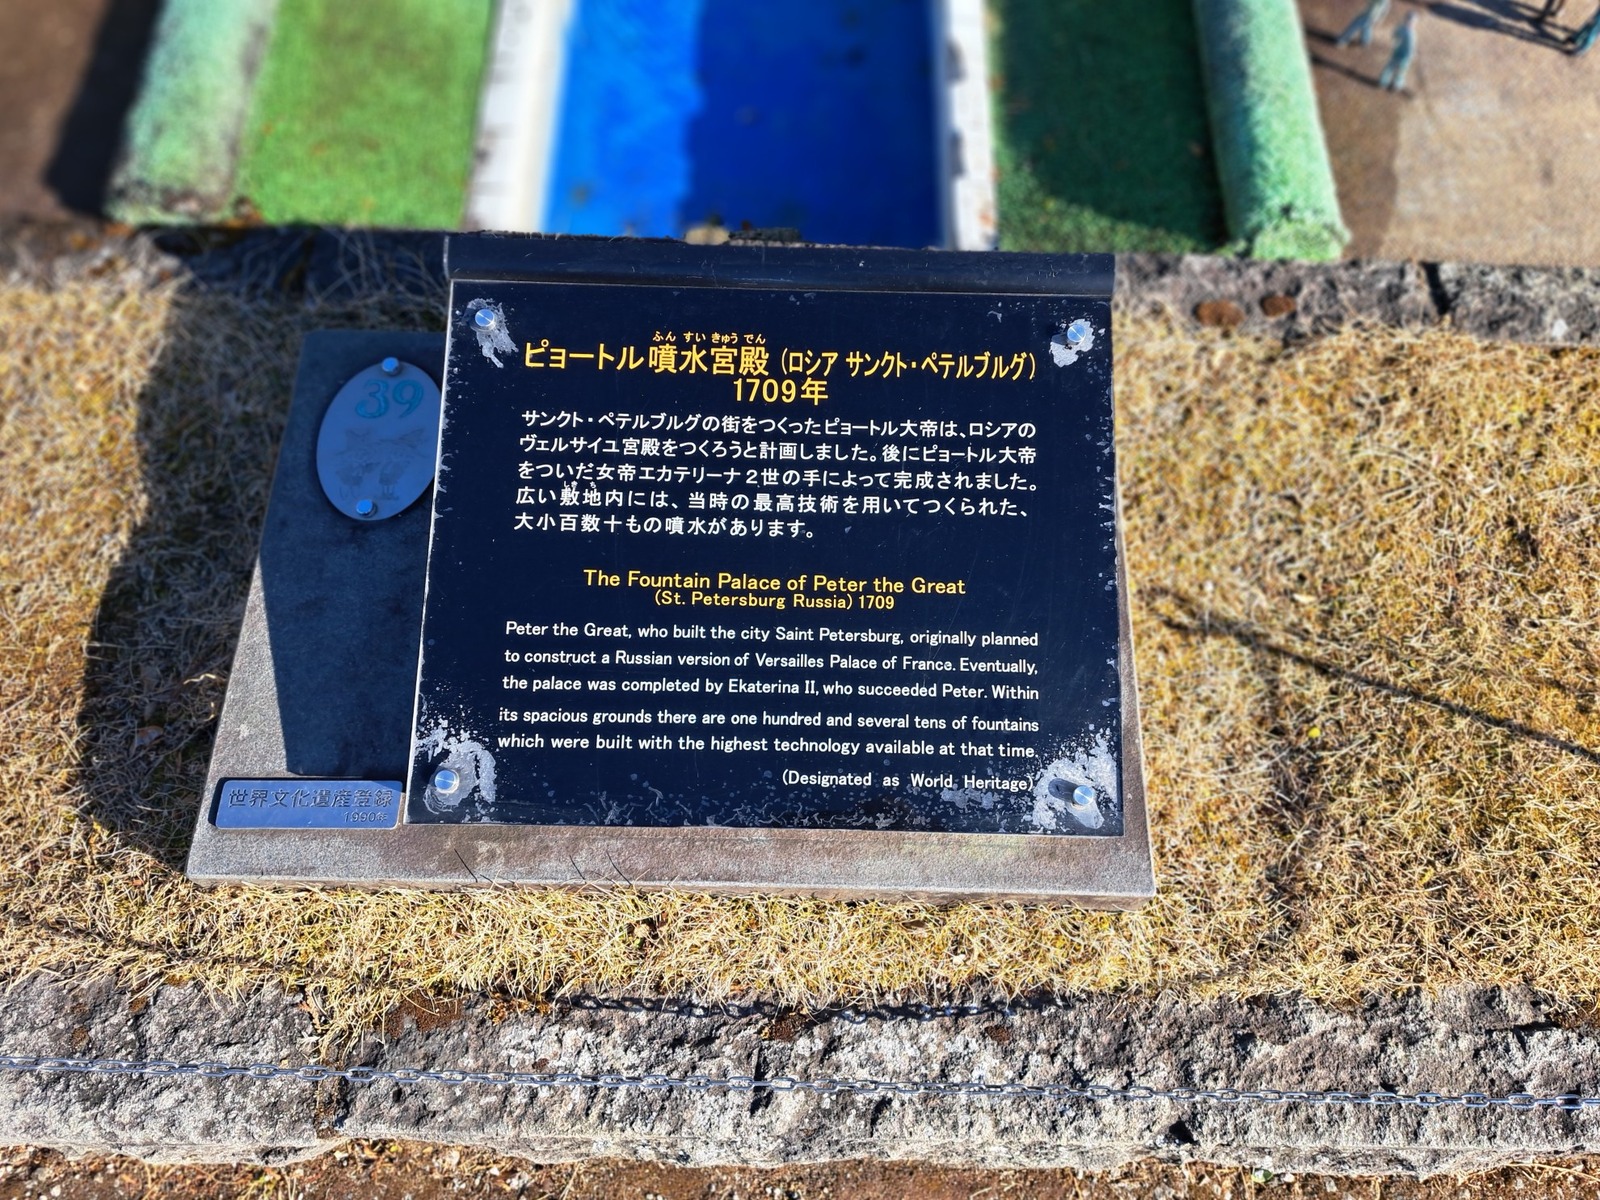 39
ふん すい きゅう でん
ピョートル噴水宮殿(ロシア サンクト・ペテルブルグ)
1709年
サンクト・ペテルブルグの街をつくったピョートル大帝は、ロシアの
ヴェルサイユ宮殿をつくろうと計画しました。後にピョートル大帝
をついだ女帝エカテリーナ2世の手によって完成されました。
しき ち
広い敷地内には、当時の最高技術を用いてつくられた、
大小百数十もの噴水があります。
The Fountain Palace of Peter the Great
(St. Petersburg Russia) 1709
Peter the Great, who built the city Saint Petersburg, originally planned
to construct a Russian version of Versailles Palace of France. Eventually,
the palace was completed by Ekaterina II, who succeeded Peter. Within
its spacious grounds there are one hundred and several tens of fountains
which were built with the highest technology available at that time.
(Designated as World Heritage)
世界文化遺産登録
1990年